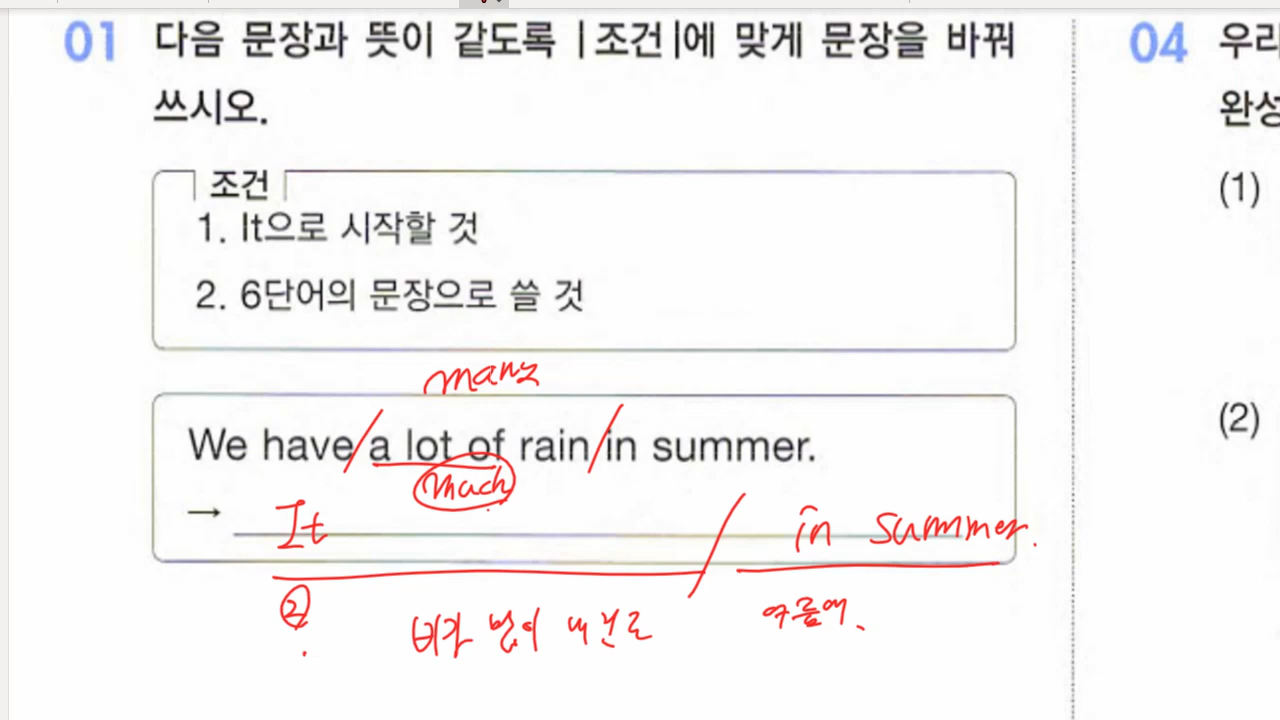 01 다음 문장과 뜻이 같도록 |조건|에 맞게 문장을 바꿔
쓰시오.
조건
1. It으로 시작할 것
2. 6단어의 문장으로 쓸 것
many
We have / a lot of rain / in summer.
much
→ It / in summer.
②
비가 많이 내린다
여름에.
04 우리
완성
(1)
(2)